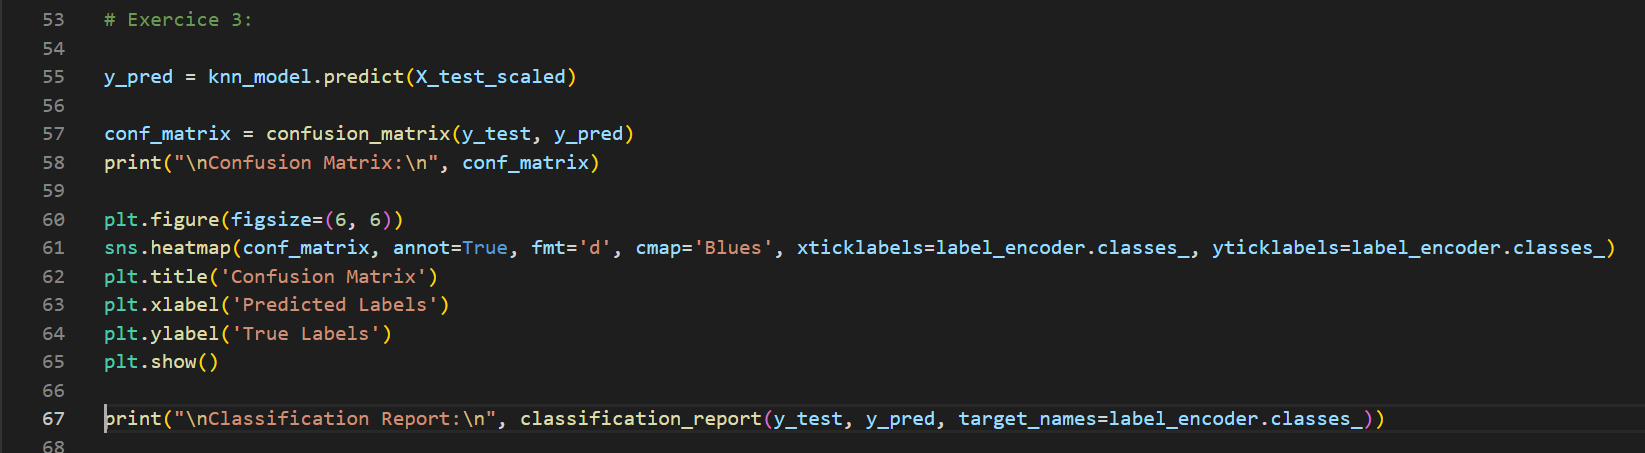 53 # Exercice 3:
54
55 y_pred = knn_model.predict(X_test_scaled)
56
57 conf_matrix = confusion_matrix(y_test, y_pred)
58 print("\nConfusion Matrix:\n", conf_matrix)
59
60 plt.figure(figsize=(6, 6))
61 sns.heatmap(conf_matrix, annot=True, fmt='d', cmap='Blues', xticklabels=label_encoder.classes_, yticklabels=label_encoder.classes_)
62 plt.title('Confusion Matrix')
63 plt.xlabel('Predicted Labels')
64 plt.ylabel('True Labels')
65 plt.show()
66
67 print("\nClassification Report:\n", classification_report(y_test, y_pred, target_names=label_encoder.classes_))
68